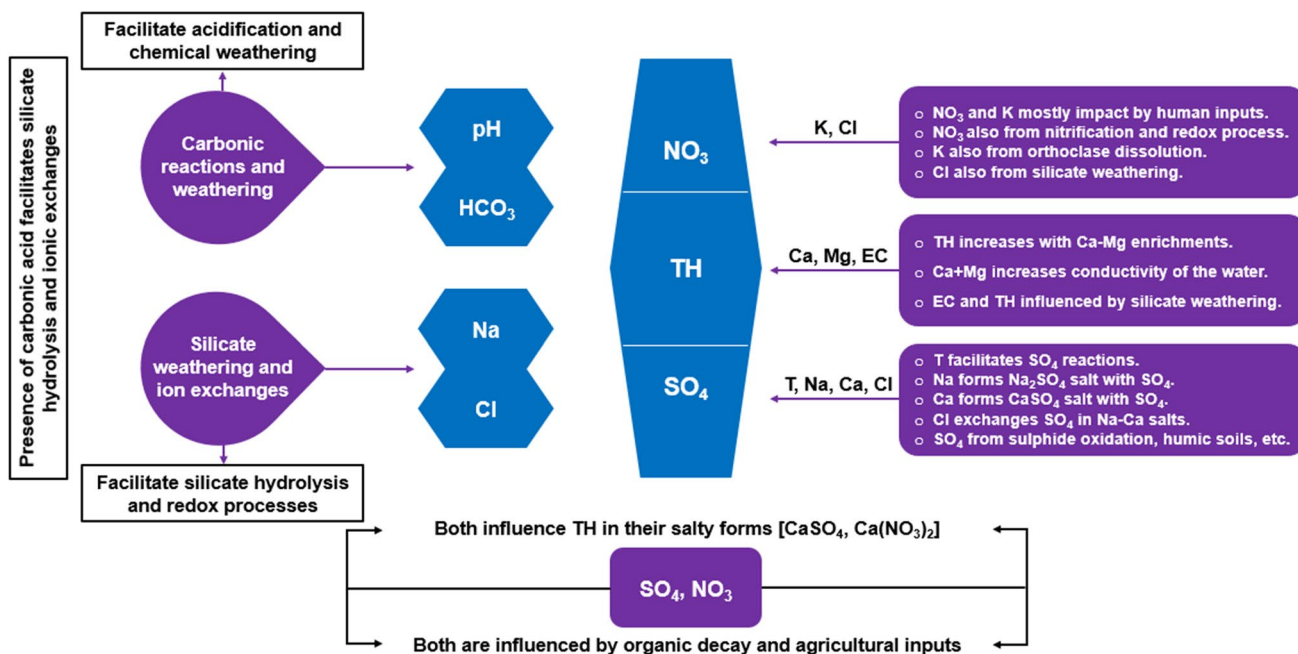 Presence of carbonic acid facilitates silicate
hydrolysis and ionic exchanges
Facilitate acidification and
chemical weathering
Carbonic
reactions and
weathering
pH
HCO₃
Silicate
weathering and
ion exchanges
Na
Cl
Facilitate silicate hydrolysis
and redox processes
NO₃
TH
SO₄
K, Cl
○ NO₃ and K mostly impact by human inputs.
○ NO₃ also from nitrification and redox process.
○ K also from orthoclase dissolution.
○ Cl also from silicate weathering.
Ca, Mg, EC
○ TH increases with Ca-Mg enrichments.
○ Ca+Mg increases conductivity of the water.
○ EC and TH influenced by silicate weathering.
T, Na, Ca, Cl
○ T facilitates SO₄ reactions.
○ Na forms Na₂SO₄ salt with SO₄.
○ Ca forms CaSO₄ salt with SO₄.
○ Cl exchanges SO₄ in Na-Ca salts.
○ SO₄ from sulphide oxidation, humic soils, etc.
Both influence TH in their salty forms [CaSO₄, Ca(NO₃)₂]
SO₄, NO₃
Both are influenced by organic decay and agricultural inputs